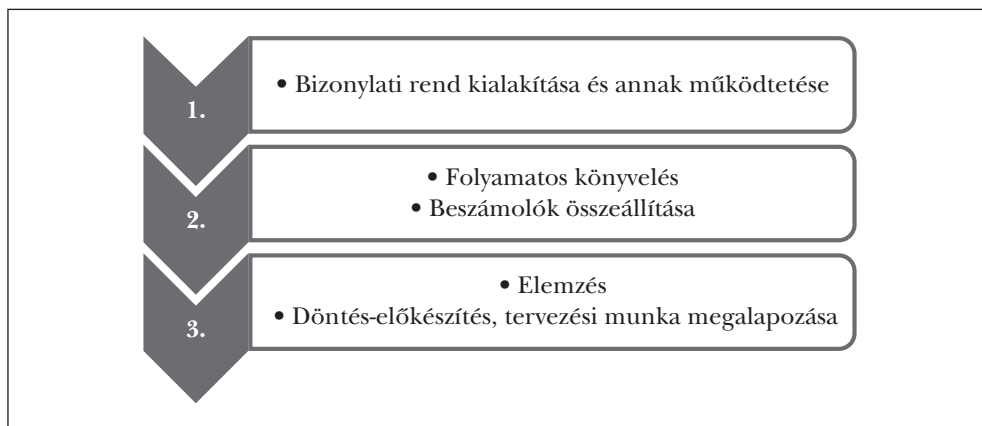 1.
• Bizonylati rend kialakítása és annak működtetése
2.
• Folyamatos könyvelés
• Beszámolók összeállítása
3.
• Elemzés
• Döntés-előkészítés, tervezési munka megalapozása